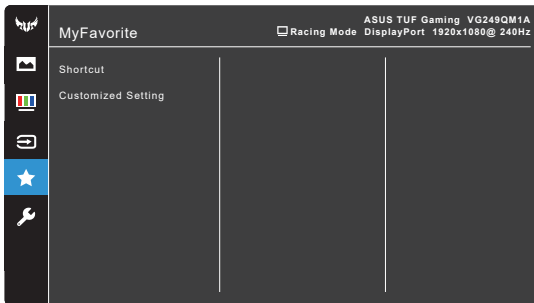 MyFavorite
ASUS TUF Gaming VG249QM1A
Racing Mode DisplayPort 1920x1080@ 240Hz
Shortcut
Customized Setting